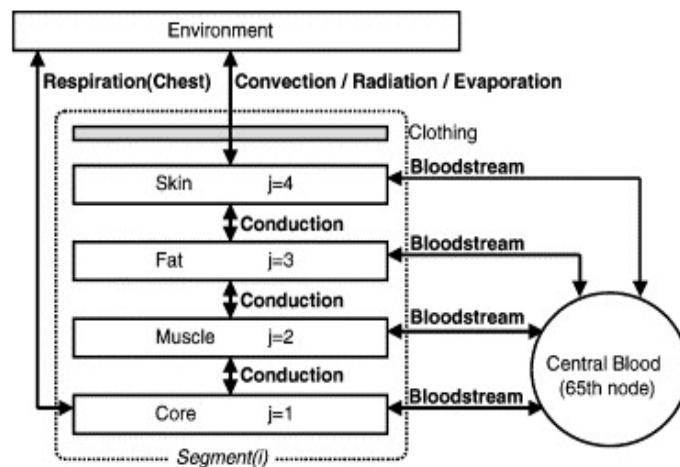 Environment
Respiration(Chest) Convection / Radiation / Evaporation
Clothing
Skin j=4
Bloodstream
Conduction
Fat j=3
Bloodstream
Conduction
Muscle j=2
Bloodstream
Conduction
Core j=1
Bloodstream
Central Blood
(65th node)
Segment(i)